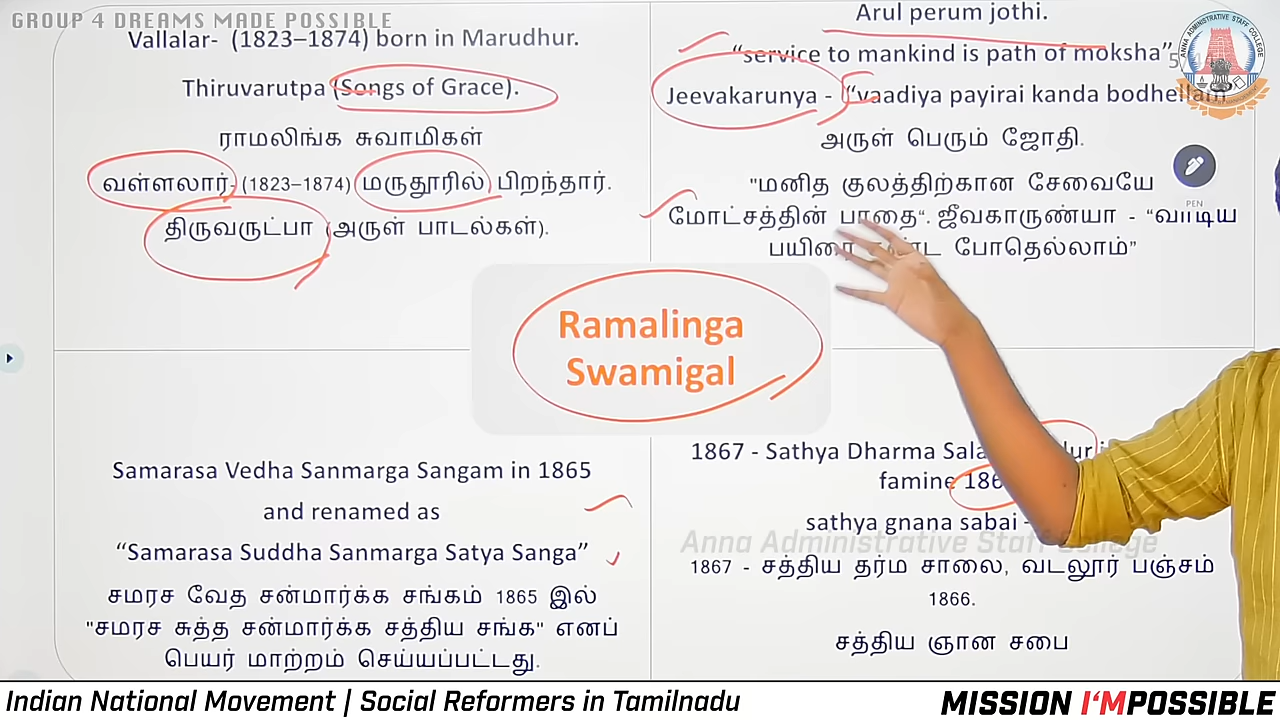 GROUP 4 DREAMS MADE POSSIBLE
Vallalar- (1823–1874) born in Marudhur.
Thiruvarutpa (Songs of Grace).
ராமலிங்க சுவாமிகள்
வள்ளலார்- (1823–1874) மருதூரில் பிறந்தார்.
திருவருட்பா (அருள் பாடல்கள்).
Arul perum jothi.
“service to mankind is path of moksha”
Jeevakarunya - “vaadiya payirai kanda bodhellam
அருள் பெரும் ஜோதி.
"மனித குலத்திற்கான சேவையே
மோட்சத்தின் பாதை“. ஜீவகாருண்யா - “வாடிய
பயிரை போதெல்லாம்”
PEN
Ramalinga
Swamigal
Samarasa Vedha Sanmarga Sangam in 1865
and renamed as
“Samarasa Suddha Sanmarga Satya Sanga”
சமரச வேத சன்மார்க்க சங்கம் 1865 இல்
"சமரச சுத்த சன்மார்க்க சத்திய சங்க" எனப்
பெயர் மாற்றம் செய்யப்பட்டது.
1867 - Sathya Dharma
famine
sathya gnana sabai -
Anna Administrative Staff College
1867 - சத்திய தர்ம சாலை, வடலூர் பஞ்சம்
1866.
சத்திய ஞான சபை
Indian National Movement | Social Reformers in Tamilnadu
MISSION I'MPOSSIBLE